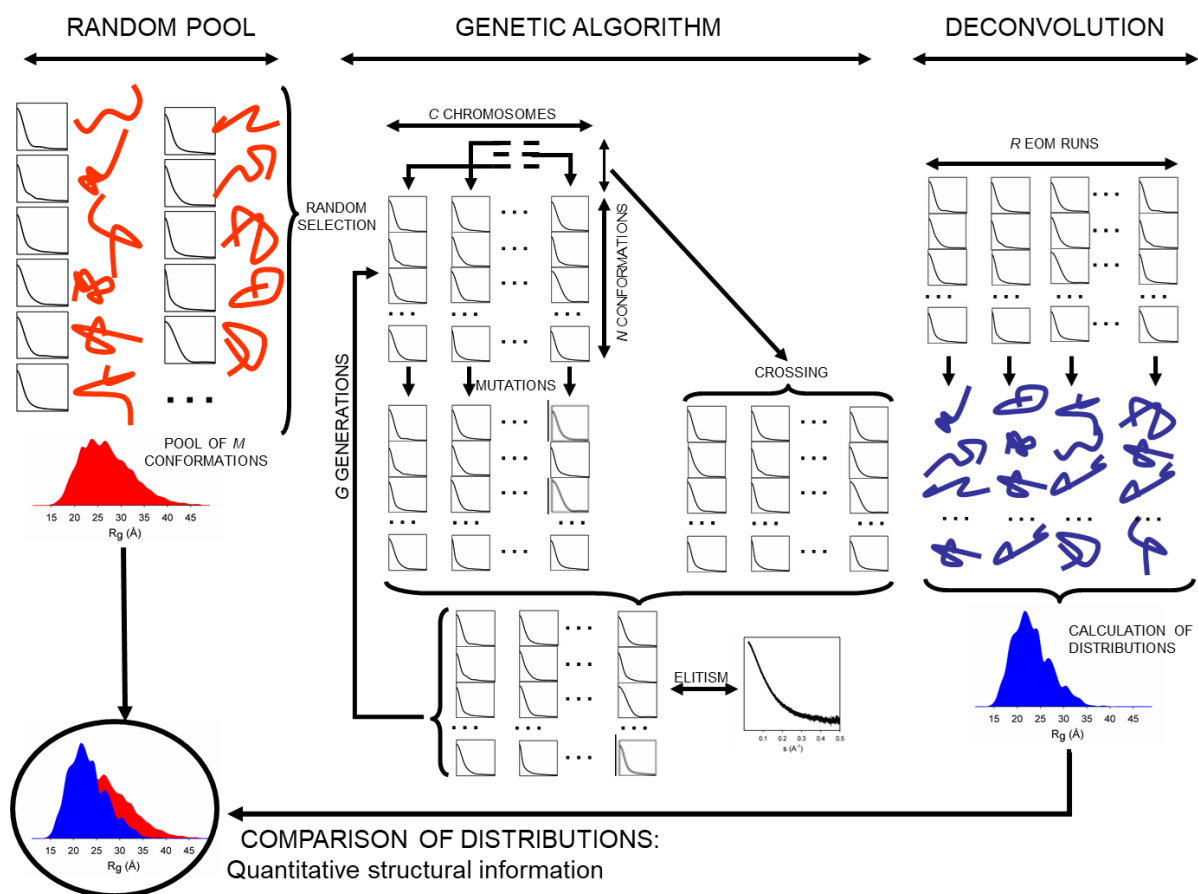 RANDOM POOL
GENETIC ALGORITHM
DECONVOLUTION
C CHROMOSOMES
R EOM RUNS
RANDOM
SELECTION
N CONFORMATIONS
MUTATIONS
CROSSING
G GENERATIONS
POOL OF M
CONFORMATIONS
15 20 25 30 35 40 45
Rg (Å)
ELITISM
0.1 0.2 0.3 0.4 0.5
s (A⁻¹)
CALCULATION OF
DISTRIBUTIONS
15 20 25 30 35 40 45
Rg (Å)
15 20 25 30 35 40 45
Rg (Å)
COMPARISON OF DISTRIBUTIONS:
Quantitative structural information